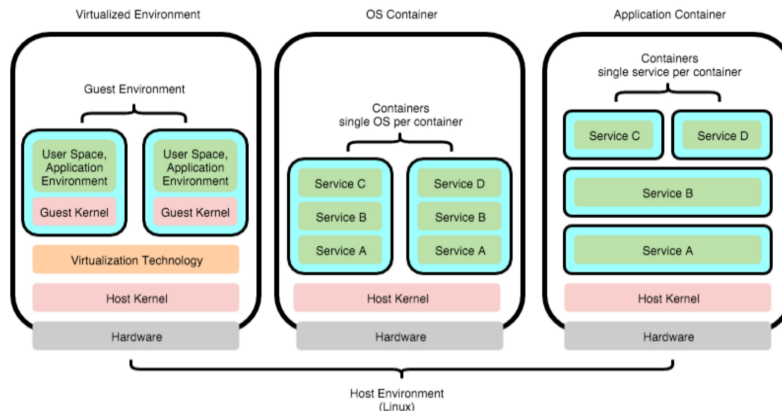 Virtualized Environment
OS Container
Application Container
Guest Environment
User Space,
Application
Environment
Guest Kernel
User Space,
Application
Environment
Guest Kernel
Virtualization Technology
Host Kernel
Hardware
Containers
single OS per container
Service C
Service B
Service A
Service D
Service B
Service A
Host Kernel
Hardware
Containers
single service per container
Service C
Service D
Service B
Service A
Host Kernel
Hardware
Host Environment
(Linux)